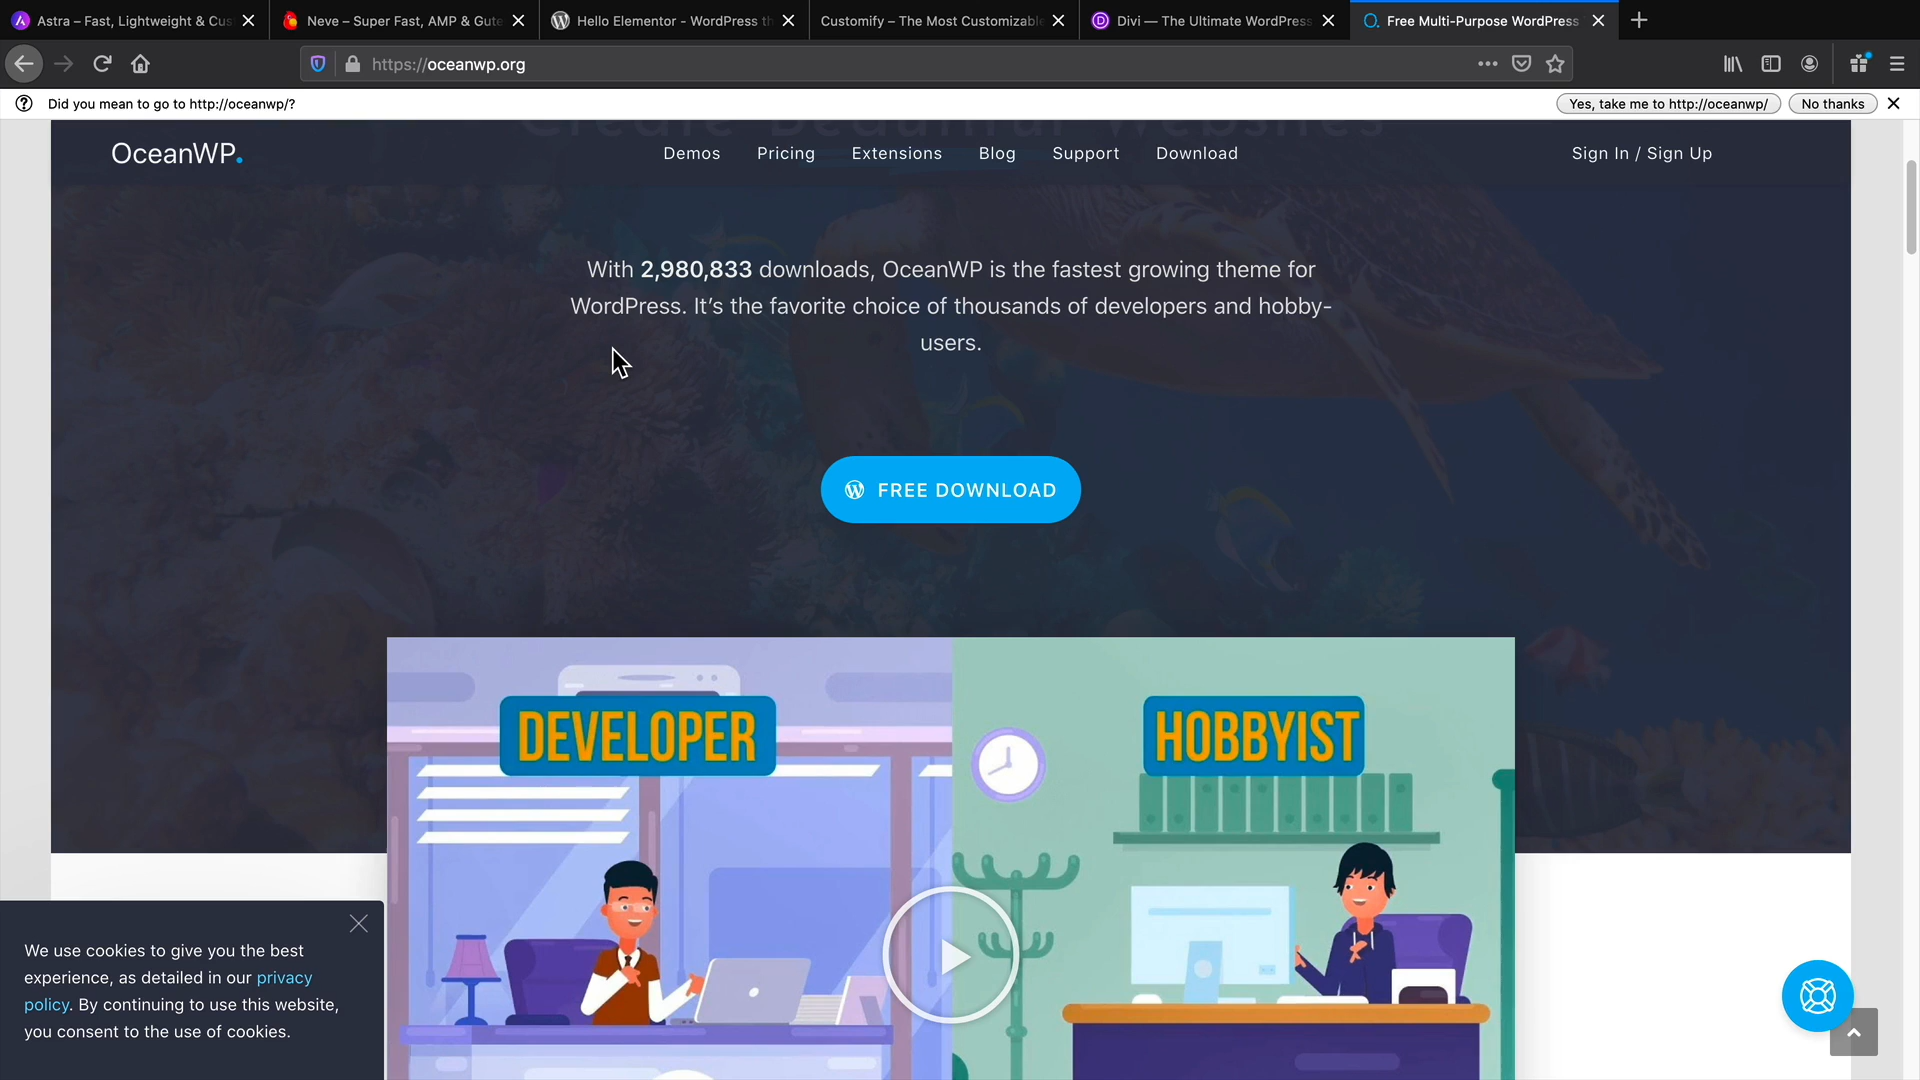 Astra – Fast, Lightweight & Cus
Neve – Super Fast, AMP & Gute
Hello Elementor - WordPress th
Customify – The Most Customizable
Divi — The Ultimate WordPress
Free Multi-Purpose WordPress
https://oceanwp.org
Did you mean to go to http://oceanwp/?
Yes, take me to http://oceanwp/
No thanks
Create Beautiful Websites
OceanWP.
Demos
Pricing
Extensions
Blog
Support
Download
Sign In / Sign Up
With 2,980,833 downloads, OceanWP is the fastest growing theme for
WordPress. It’s the favorite choice of thousands of developers and hobby-
users.
FREE DOWNLOAD
DEVELOPER
HOBBYIST
We use cookies to give you the best
experience, as detailed in our privacy
policy. By continuing to use this website,
you consent to the use of cookies.